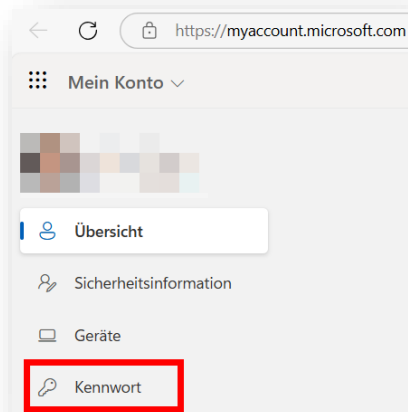 https://myaccount.microsoft.com
Mein Konto
Übersicht
Sicherheitsinformation
Geräte
Kennwort